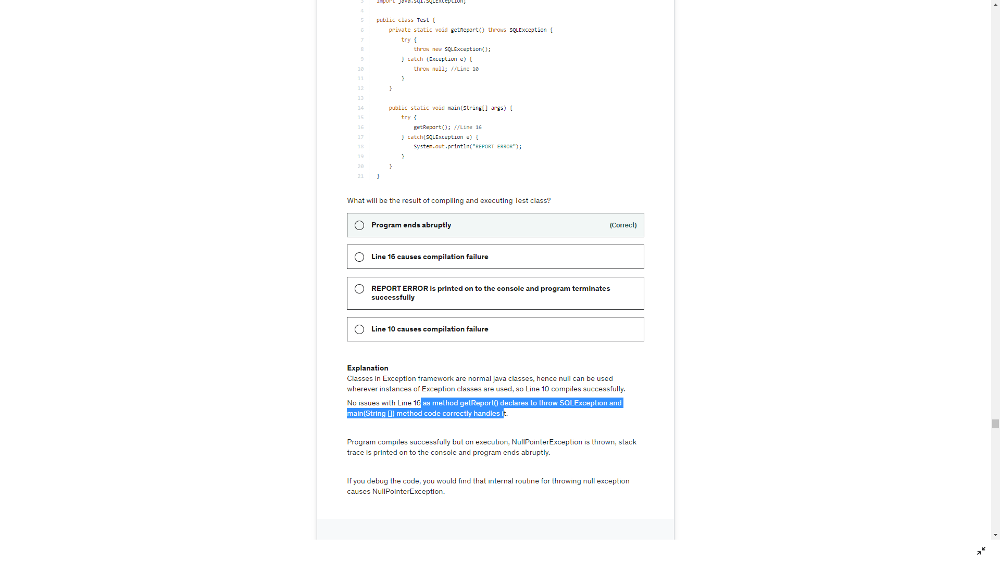 3 import java.sql.SQLException;
4
5 public class Test {
6 private static void getReport() throws SQLException {
7 try {
8 throw new SQLException();
9 } catch (Exception e) {
10 throw null; //Line 10
11 }
12 }
13
14 public static void main(String[] args) {
15 try {
16 getReport(); //Line 16
17 } catch(SQLException e) {
18 System.out.println("REPORT ERROR");
19 }
20 }
21 }
What will be the result of compiling and executing Test class?
Program ends abruptly (Correct)
Line 16 causes compilation failure
REPORT ERROR is printed on to the console and program terminates
successfully
Line 10 causes compilation failure
Explanation
Classes in Exception framework are normal java classes, hence null can be used
wherever instances of Exception classes are used, so Line 10 compiles successfully.
No issues with Line 16 as method getReport() declares to throw SQLException and
main(String []) method code correctly handles it.
Program compiles successfully but on execution, NullPointerException is thrown, stack
trace is printed on to the console and program ends abruptly.
If you debug the code, you would find that internal routine for throwing null exception
causes NullPointerException.